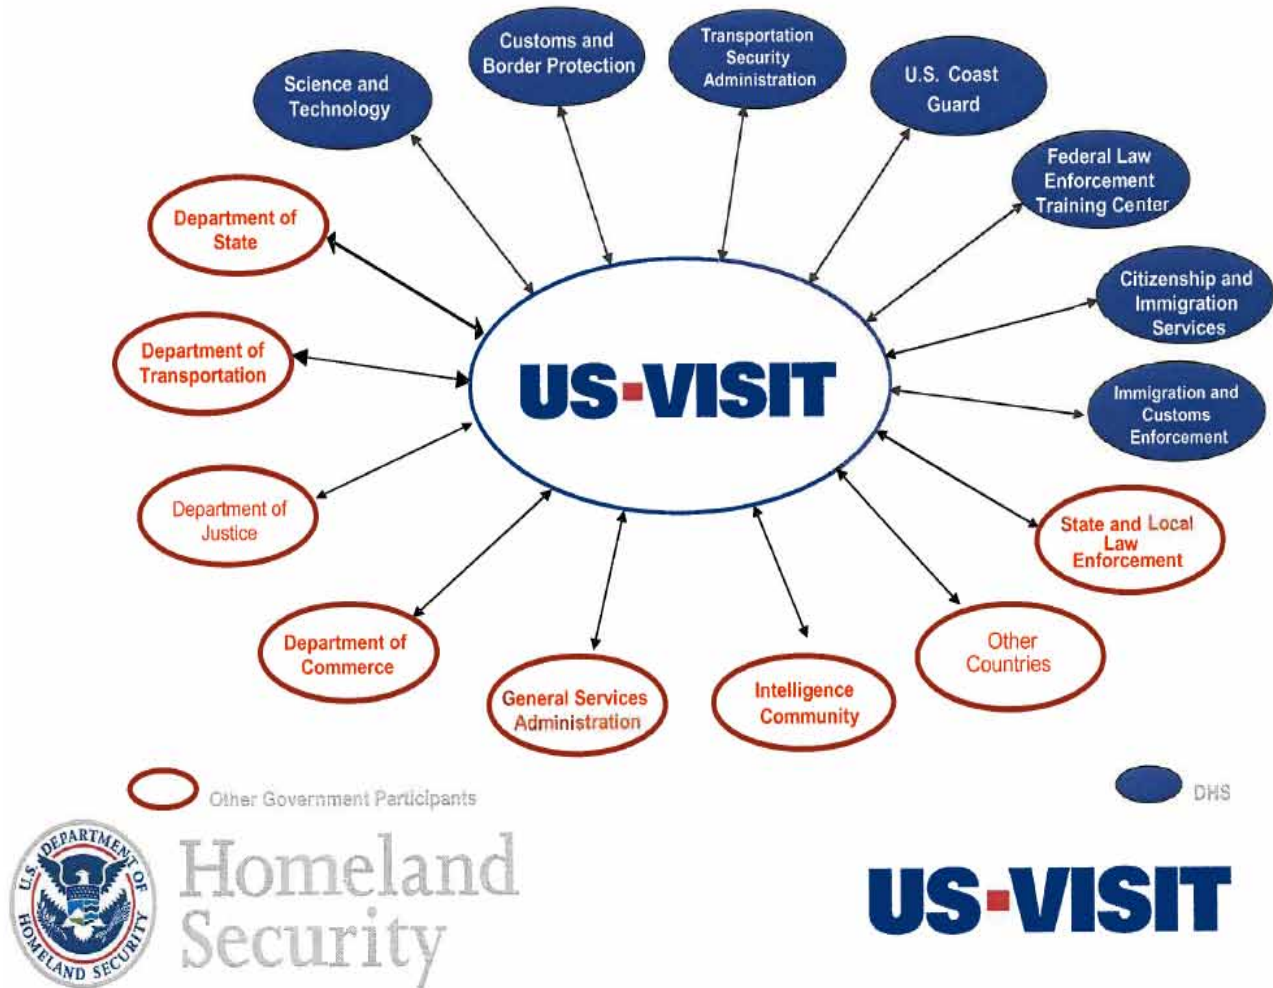 Customs and
Border Protection
Transportation
Security
Administration
Science and
Technology
U.S. Coast
Guard
Federal Law
Enforcement
Training Center
Department of
State
Citizenship and
Immigration
Services
Department of
Transportation
US-VISIT
Immigration and
Customs
Enforcement
Department of
Justice
State and Local
Law
Enforcement
Department of
Commerce
General Services
Administration
Intelligence
Community
Other
Countries
Other Government Participants
DHS
U.S. DEPARTMENT OF
HOMELAND SECURITY
Homeland
Security
US-VISIT